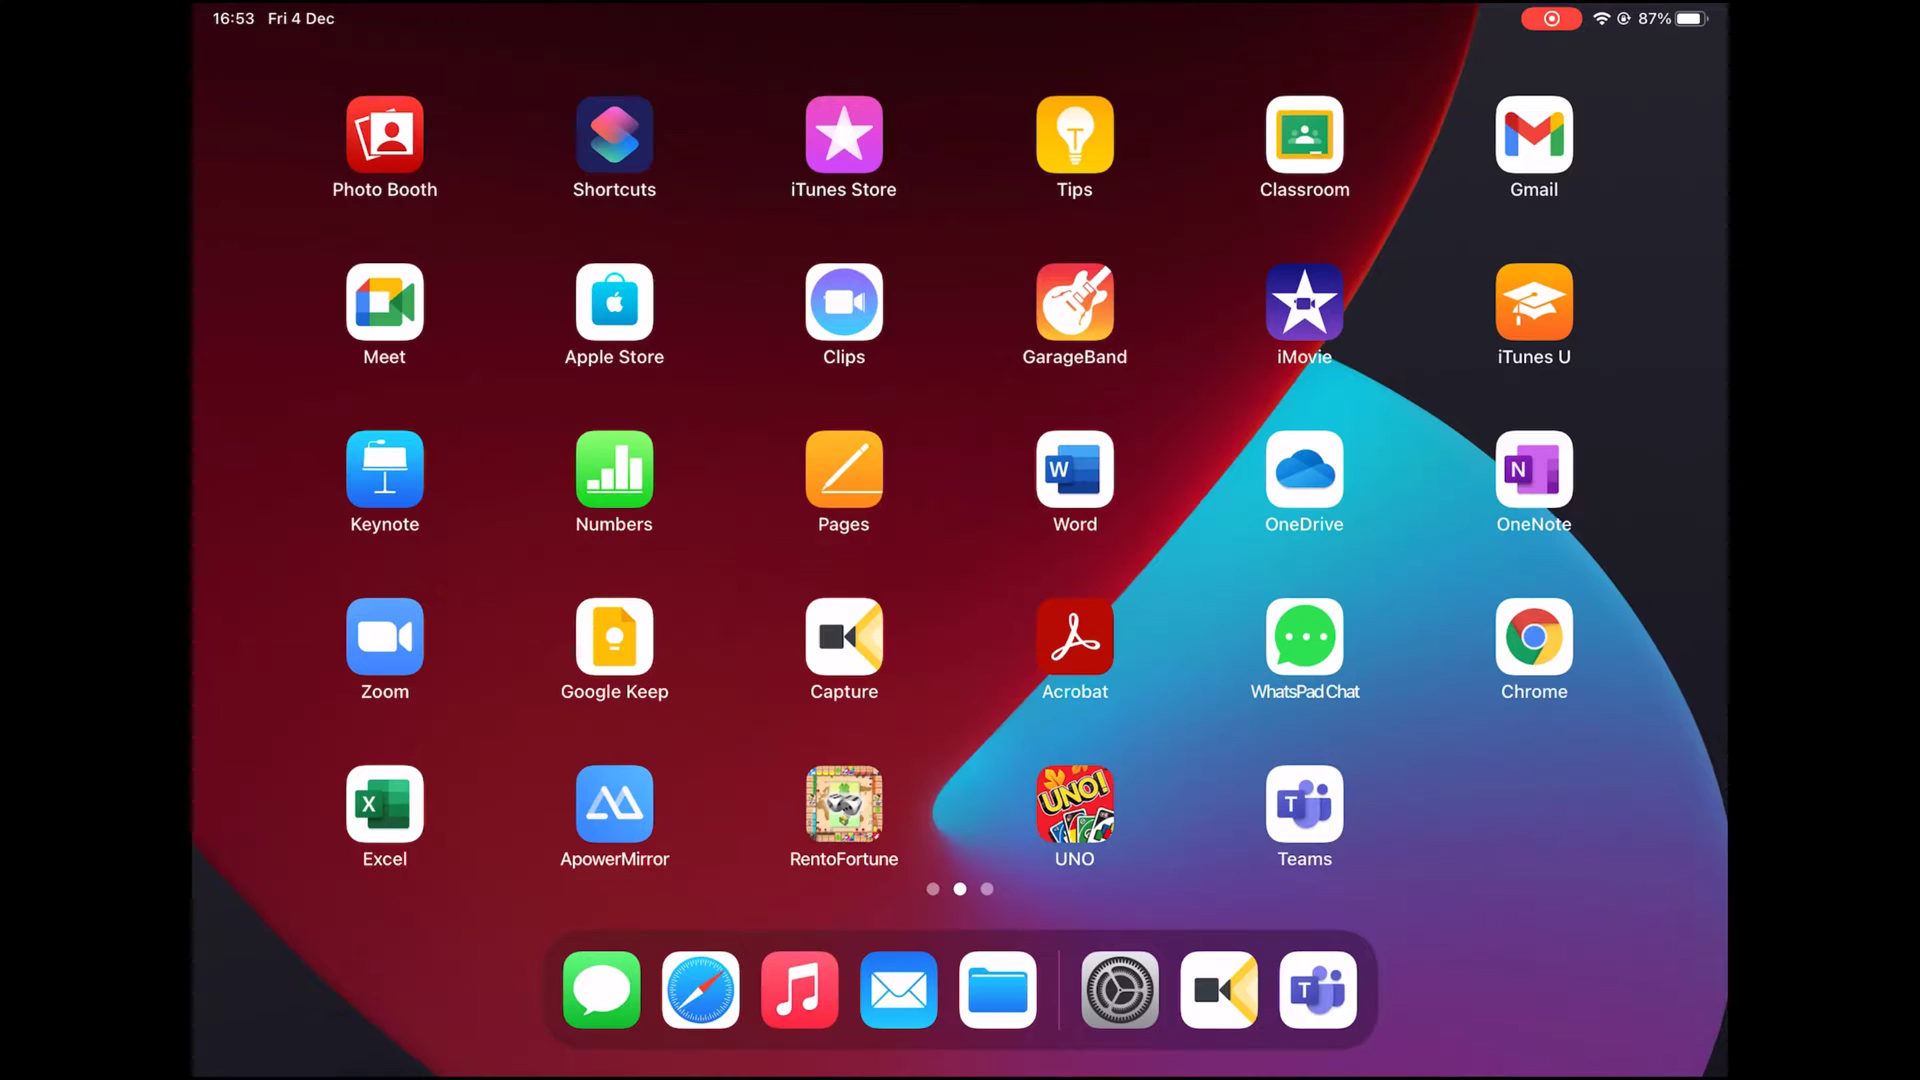 16:53 Fri 4 Dec 87%
Photo Booth Shortcuts iTunes Store Tips Classroom Gmail
Meet Apple Store Clips GarageBand iMovie iTunes U
Keynote Numbers Pages Word OneDrive OneNote
Zoom Google Keep Capture Acrobat WhatsPad Chat Chrome
Excel ApowerMirror RentoFortune UNO Teams
T
W
N
X
UNO!
T
T